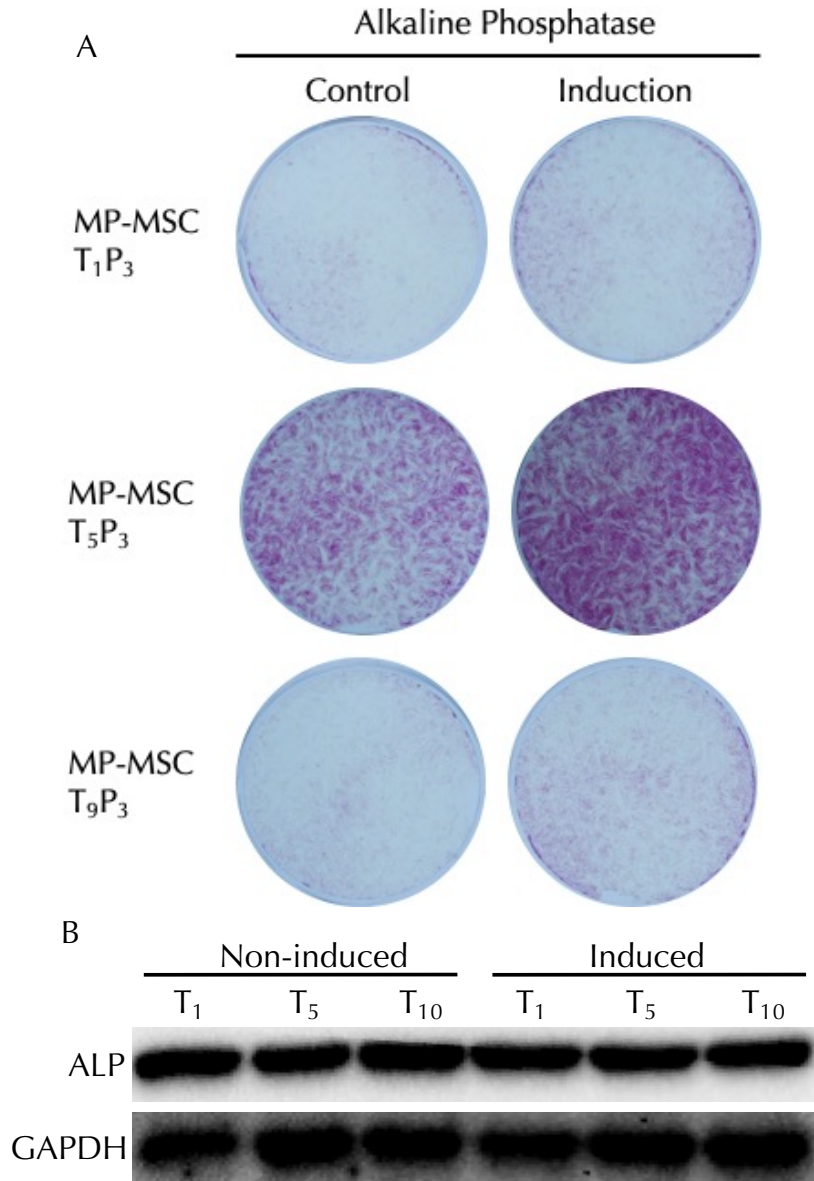 A
Alkaline Phosphatase
Control Induction
MP-MSC
T₁P₃
MP-MSC
T₅P₃
MP-MSC
T₉P₃
B
Non-induced Induced
T₁ T₅ T₁₀ T₁ T₅ T₁₀
ALP
GAPDH